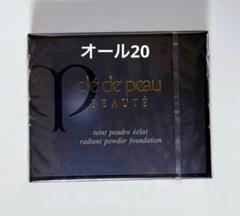 オール20
clé de peau
BEAUTÉ
teint poudre éclat
radiant powder foundation